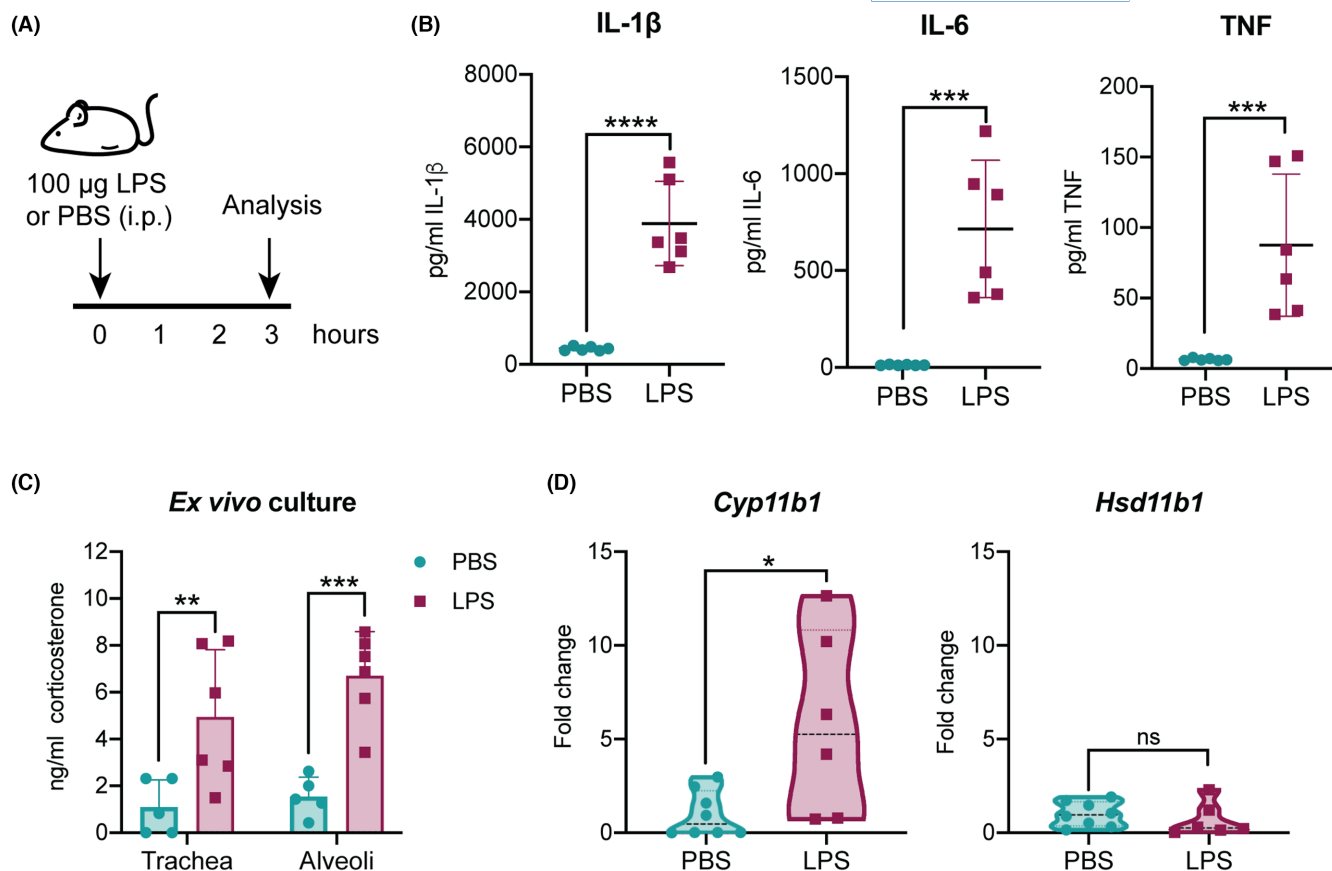 (A)
100 µg LPS
or PBS (i.p.)
Analysis
0 1 2 3 hours
(B)
IL-1β
pg/ml IL-1β
8000
6000
4000
2000
0
****
PBS LPS
IL-6
pg/ml IL-6
1500
1000
500
0
***
PBS LPS
TNF
pg/ml TNF
200
150
100
50
0
***
PBS LPS
(C)
Ex vivo culture
ng/ml corticosterone
12
10
8
6
4
2
0
**
***
Trachea Alveoli
PBS
LPS
(D)
Cyp11b1
Fold change
15
10
5
0
*
PBS LPS
Hsd11b1
Fold change
15
10
5
0
ns
PBS LPS